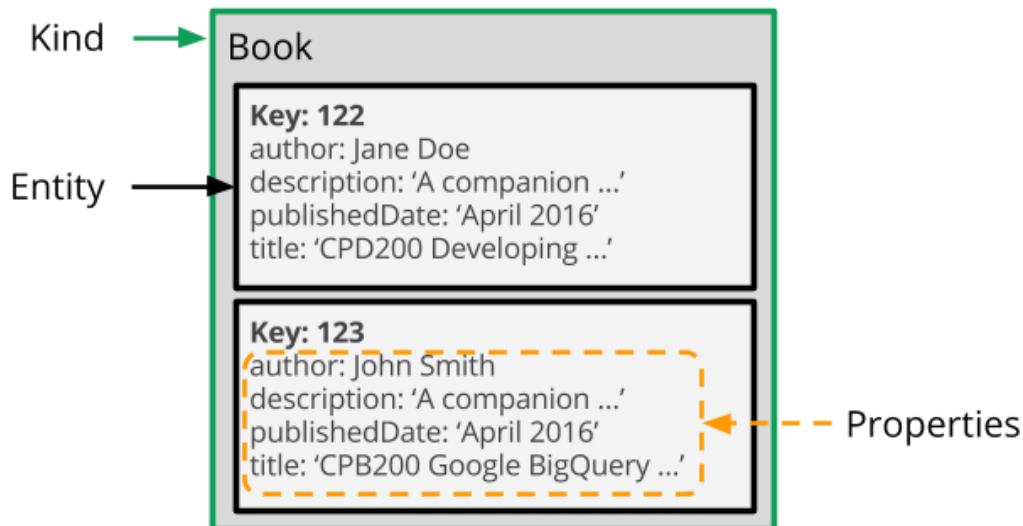 Kind
Book
Key: 122
author: Jane Doe
Entity
description: ‘A companion ...’
publishedDate: ‘April 2016’
title: ‘CPD200 Developing ...’
Key: 123
author: John Smith
description: ‘A companion ...’
publishedDate: ‘April 2016’
Properties
title: ‘CPB200 Google BigQuery ...’